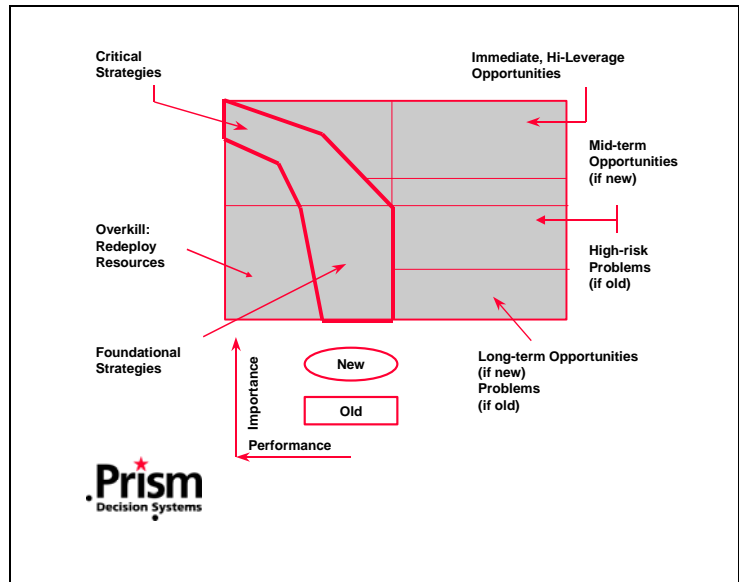 Critical
Strategies
Immediate, Hi-Leverage
Opportunities
Mid-term
Opportunities
(if new)
Overkill:
Redeploy
Resources
High-risk
Problems
(if old)
Foundational
Strategies
Long-term Opportunities
(if new)
Problems
(if old)
New
Old
Importance
Performance
Prism
Decision Systems